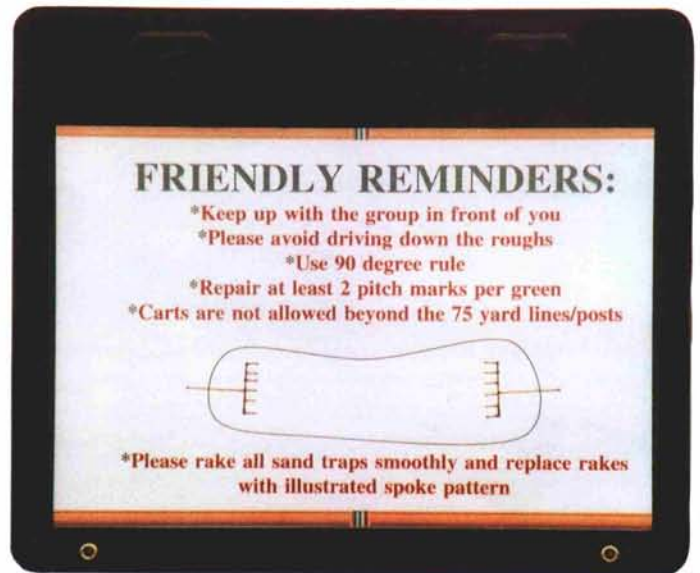 FRIENDLY REMINDERS:
*Keep up with the group in front of you
*Please avoid driving down the roughs
*Use 90 degree rule
*Repair at least 2 pitch marks per green
*Carts are not allowed beyond the 75 yard lines/posts
*Please rake all sand traps smoothly and replace rakes
with illustrated spoke pattern